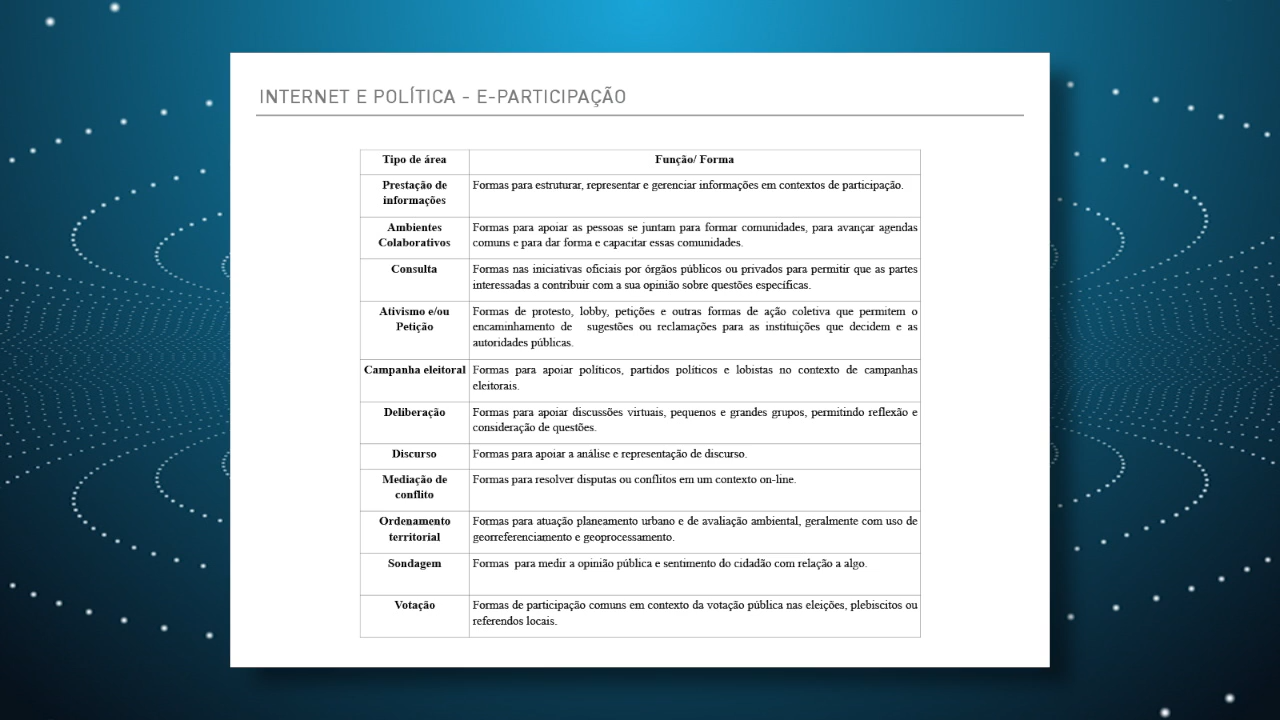 INTERNET E POLÍTICA - E-PARTICIPAÇÃO
Tipo de área
Função/ Forma
Prestação de
informações
Formas para estruturar, representar e gerenciar informações em contextos de participação.
Ambientes
Colaborativos
Formas para apoiar as pessoas se juntam para formar comunidades, para avançar agendas
comuns e para dar forma e capacitar essas comunidades.
Consulta
Formas nas iniciativas oficiais por órgãos públicos ou privados para permitir que as partes
interessadas a contribuir com a sua opinião sobre questões específicas.
Ativismo e/ou
Petição
Formas de protesto, lobby, petições e outras formas de ação coletiva que permitem o
encaminhamento de sugestões ou reclamações para as instituições que decidem e as
autoridades públicas.
Campanha eleitoral
Formas para apoiar políticos, partidos políticos e lobistas no contexto de campanhas
eleitorais.
Deliberação
Formas para apoiar discussões virtuais, pequenos e grandes grupos, permitindo reflexão e
consideração de questões.
Discurso
Formas para apoiar a análise e representação de discurso.
Mediação de
conflito
Formas para resolver disputas ou conflitos em um contexto on-line.
Ordenamento
territorial
Formas para atuação planeamento urbano e de avaliação ambiental, geralmente com uso de
georreferenciamento e geoprocessamento.
Sondagem
Formas para medir a opinião pública e sentimento do cidadão com relação a algo.
Votação
Formas de participação comuns em contexto da votação pública nas eleições, plebiscitos ou
referendos locais.